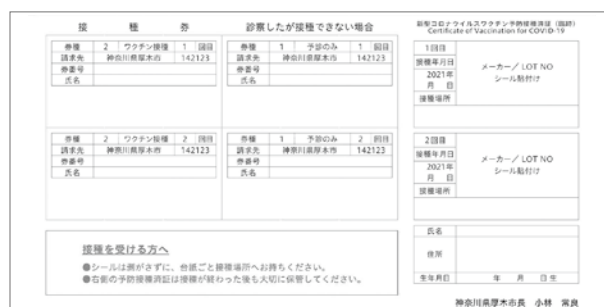 接種券
券種 2 ワクチン接種 1 回目
請求先 神奈川県厚木市 142123
券番号
氏名
券種 2 ワクチン接種 2 回目
請求先 神奈川県厚木市 142123
券番号
氏名
診察したが接種できない場合
券種 1 予診のみ 1 回目
請求先 神奈川県厚木市 142123
券番号
氏名
券種 1 予診のみ 2 回目
請求先 神奈川県厚木市 142123
券番号
氏名
新型コロナウイルスワクチン予防接種済証(臨時)
Certificate of Vaccination for COVID-19
1回目
接種年月日
2021年
月 日
接種場所
メーカー/ LOT NO
シール貼付け
2回目
接種年月日
2021年
月 日
接種場所
メーカー/ LOT NO
シール貼付け
氏名
住所
生年月日 年 月 日生
神奈川県厚木市長 小林 常良
接種を受ける方へ
●シールは剥がさずに、台紙ごと接種場所へお持ちください。
●右側の予防接種済証は接種が終わった後も大切に保管してください。